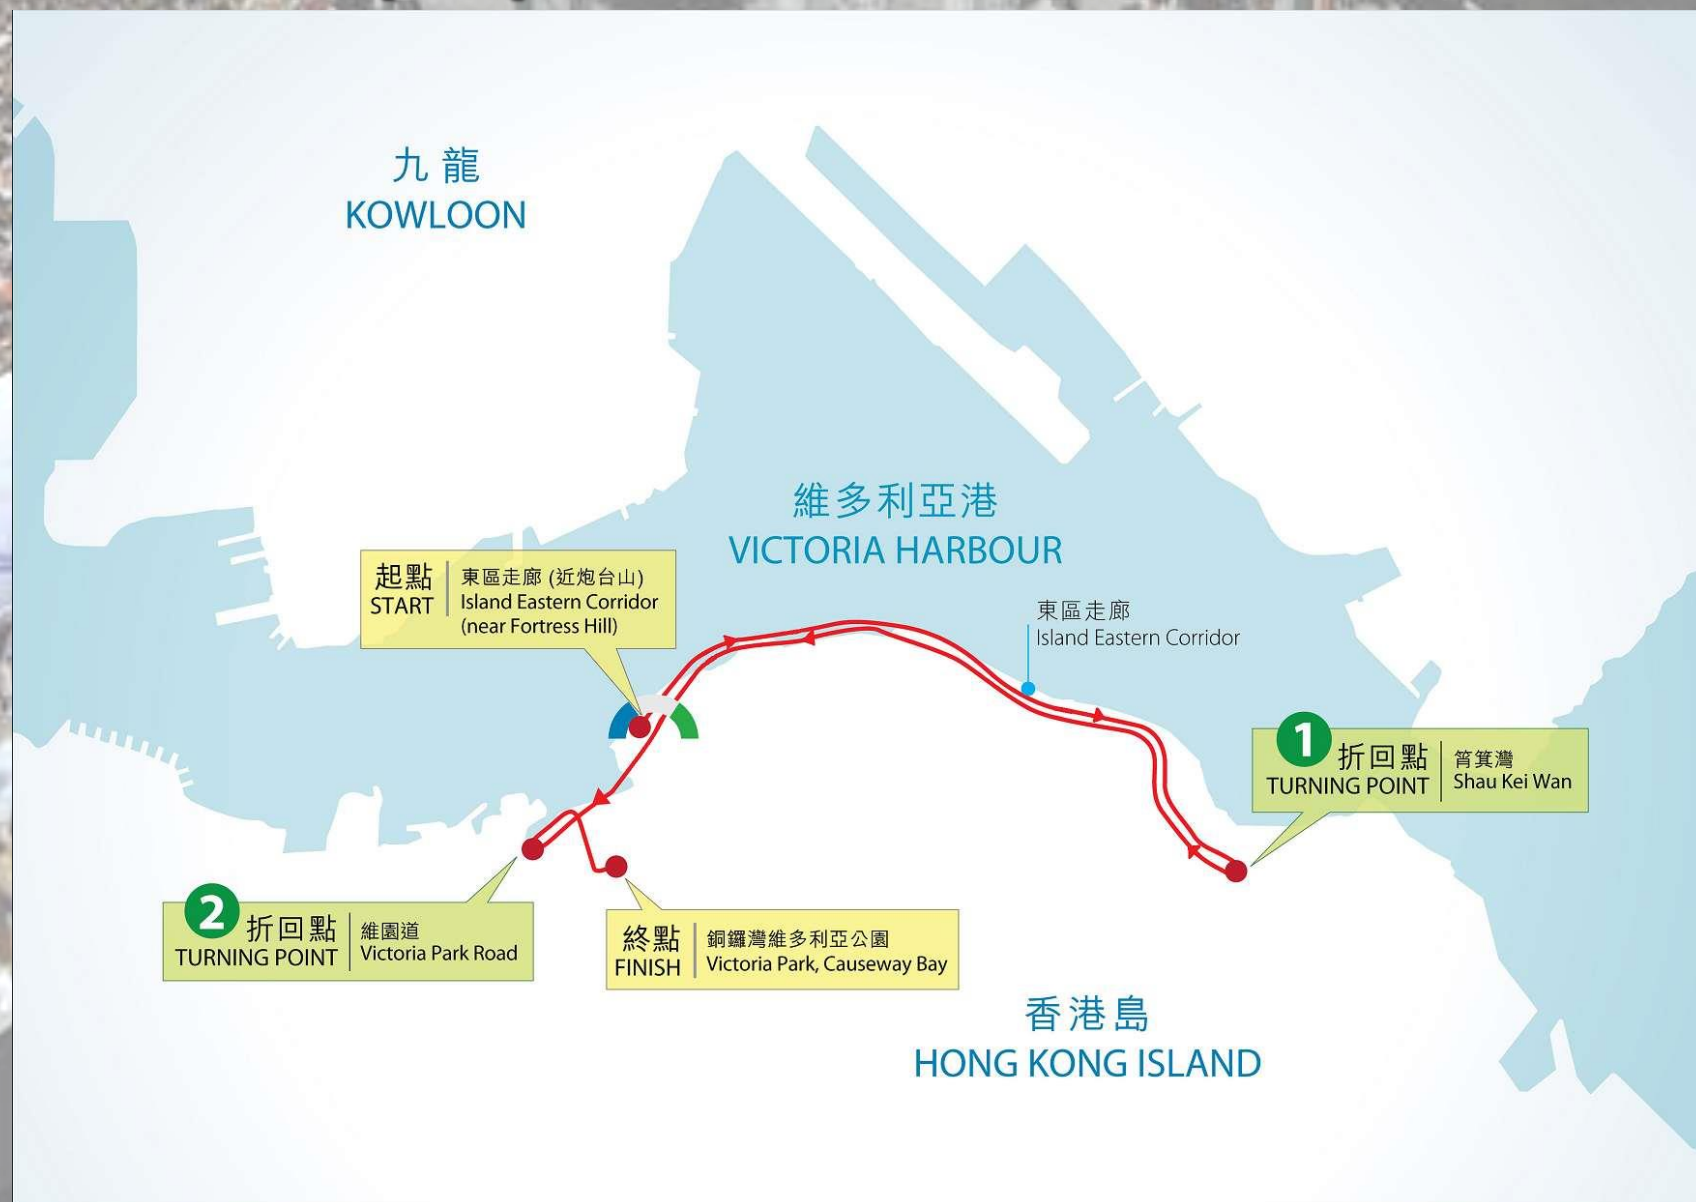 九龍
KOWLOON
維多利亞港
VICTORIA HARBOUR
起點
START
東區走廊 (近炮台山)
Island Eastern Corridor
(near Fortress Hill)
東區走廊
Island Eastern Corridor
1
折回點
TURNING POINT
筲箕灣
Shau Kei Wan
2
折回點
TURNING POINT
維園道
Victoria Park Road
終點
FINISH
銅鑼灣維多利亞公園
Victoria Park, Causeway Bay
香港島
HONG KONG ISLAND